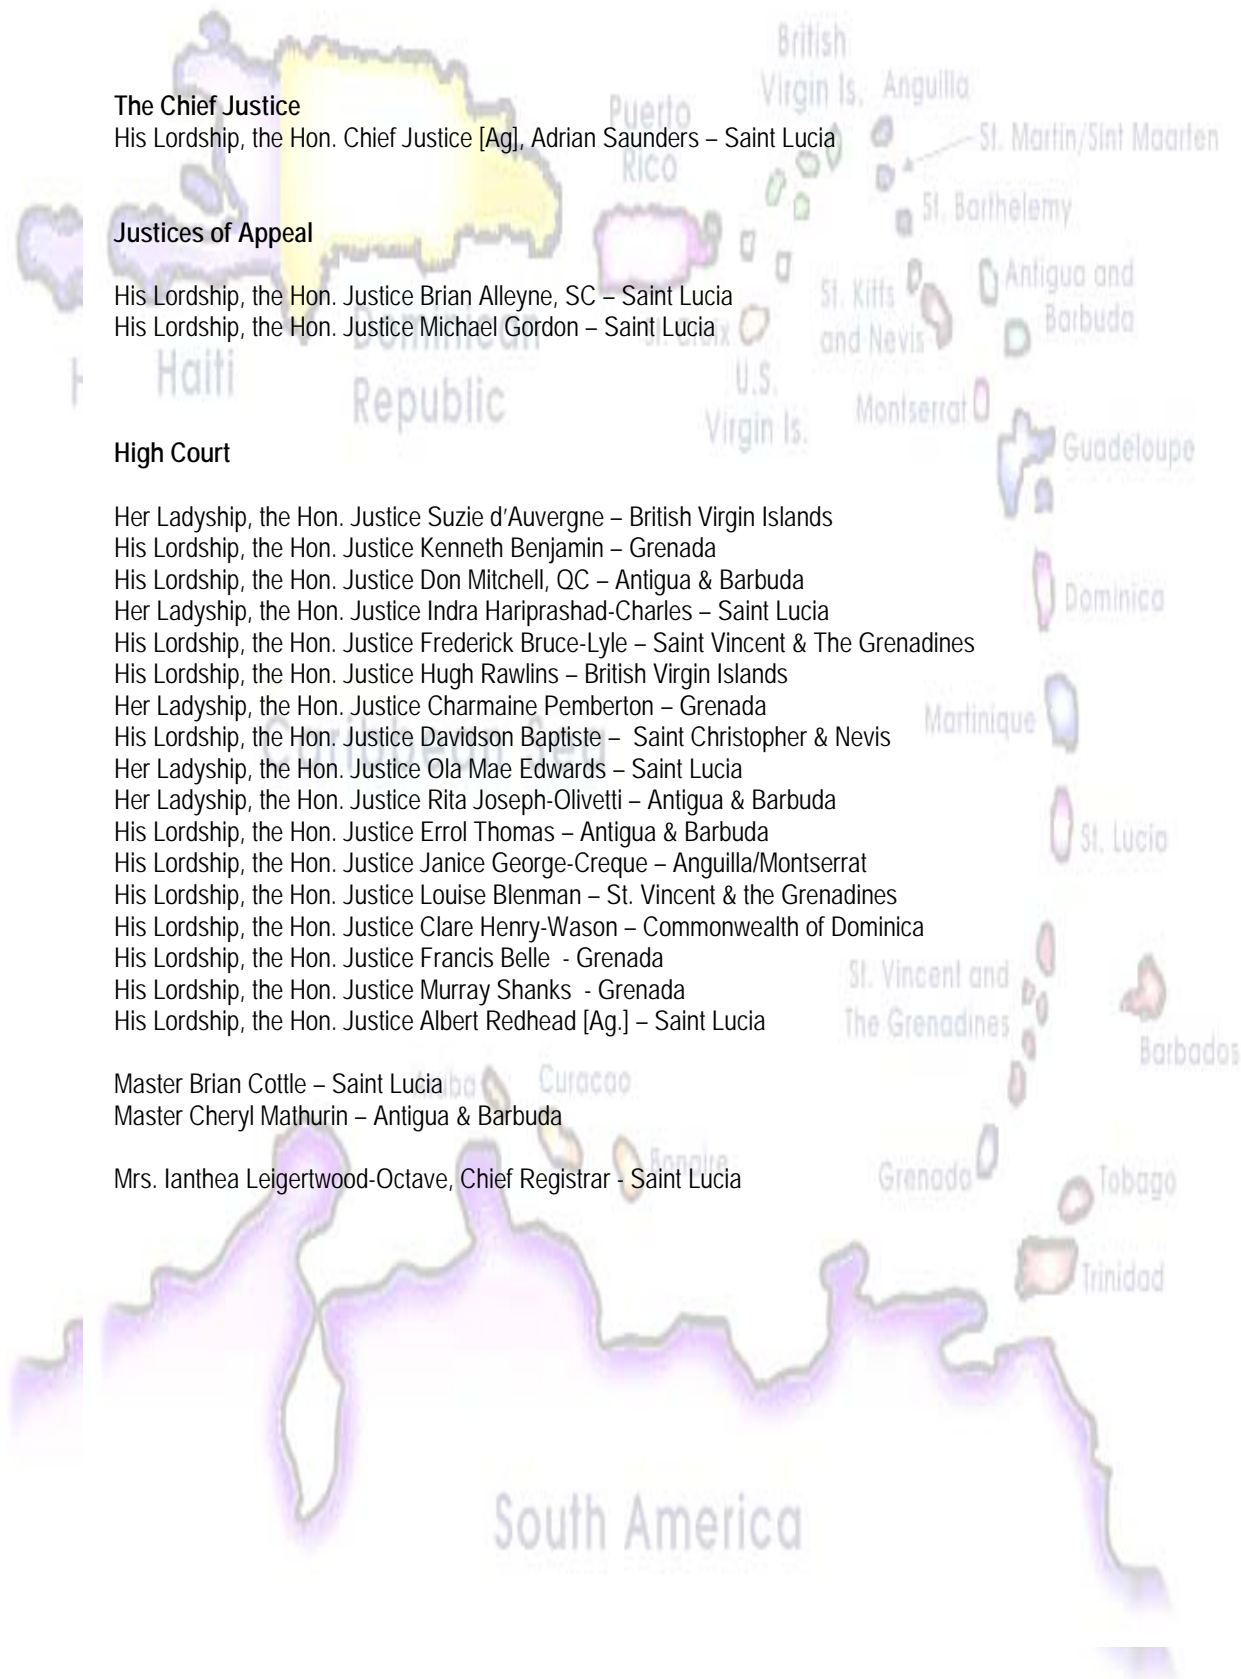 The Chief Justice
His Lordship, the Hon. Chief Justice [Ag], Adrian Saunders – Saint Lucia
Justices of Appeal
His Lordship, the Hon. Justice Brian Alleyne, SC – Saint Lucia
His Lordship, the Hon. Justice Michael Gordon – Saint Lucia
High Court
Her Ladyship, the Hon. Justice Suzie d'Auvergne – British Virgin Islands
His Lordship, the Hon. Justice Kenneth Benjamin – Grenada
His Lordship, the Hon. Justice Don Mitchell, QC – Antigua & Barbuda
Her Ladyship, the Hon. Justice Indra Hariprashad-Charles – Saint Lucia
His Lordship, the Hon. Justice Frederick Bruce-Lyle – Saint Vincent & The Grenadines
His Lordship, the Hon. Justice Hugh Rawlins – British Virgin Islands
Her Ladyship, the Hon. Justice Charmaine Pemberton – Grenada
His Lordship, the Hon. Justice Davidson Baptiste – Saint Christopher & Nevis
Her Ladyship, the Hon. Justice Ola Mae Edwards – Saint Lucia
Her Ladyship, the Hon. Justice Rita Joseph-Olivetti – Antigua & Barbuda
His Lordship, the Hon. Justice Errol Thomas – Antigua & Barbuda
His Lordship, the Hon. Justice Janice George-Creque – Anguilla/Montserrat
His Lordship, the Hon. Justice Louise Blenman – St. Vincent & the Grenadines
His Lordship, the Hon. Justice Clare Henry-Wason – Commonwealth of Dominica
His Lordship, the Hon. Justice Francis Belle - Grenada
His Lordship, the Hon. Justice Murray Shanks - Grenada
His Lordship, the Hon. Justice Albert Redhead [Ag.] – Saint Lucia
Master Brian Cottle – Saint Lucia
Master Cheryl Mathurin – Antigua & Barbuda
Mrs. Ianthea Leigertwood-Octave, Chief Registrar - Saint Lucia
British
Virgin Is.
Anguilla
Puerto
Rico
St. Martin/Sint Maarten
St. Barthelemy
Antigua and
Barbuda
St. Kitts
and Nevis
St. Croix
U.S.
Virgin Is.
Montserrat
Guadeloupe
Haiti
Dominican
Republic
Dominica
Caribbean Sea
Martinique
St. Lucia
St. Vincent and
The Grenadines
Barbados
Aruba
Curacao
Bonaire
Grenada
Tobago
Trinidad
South America